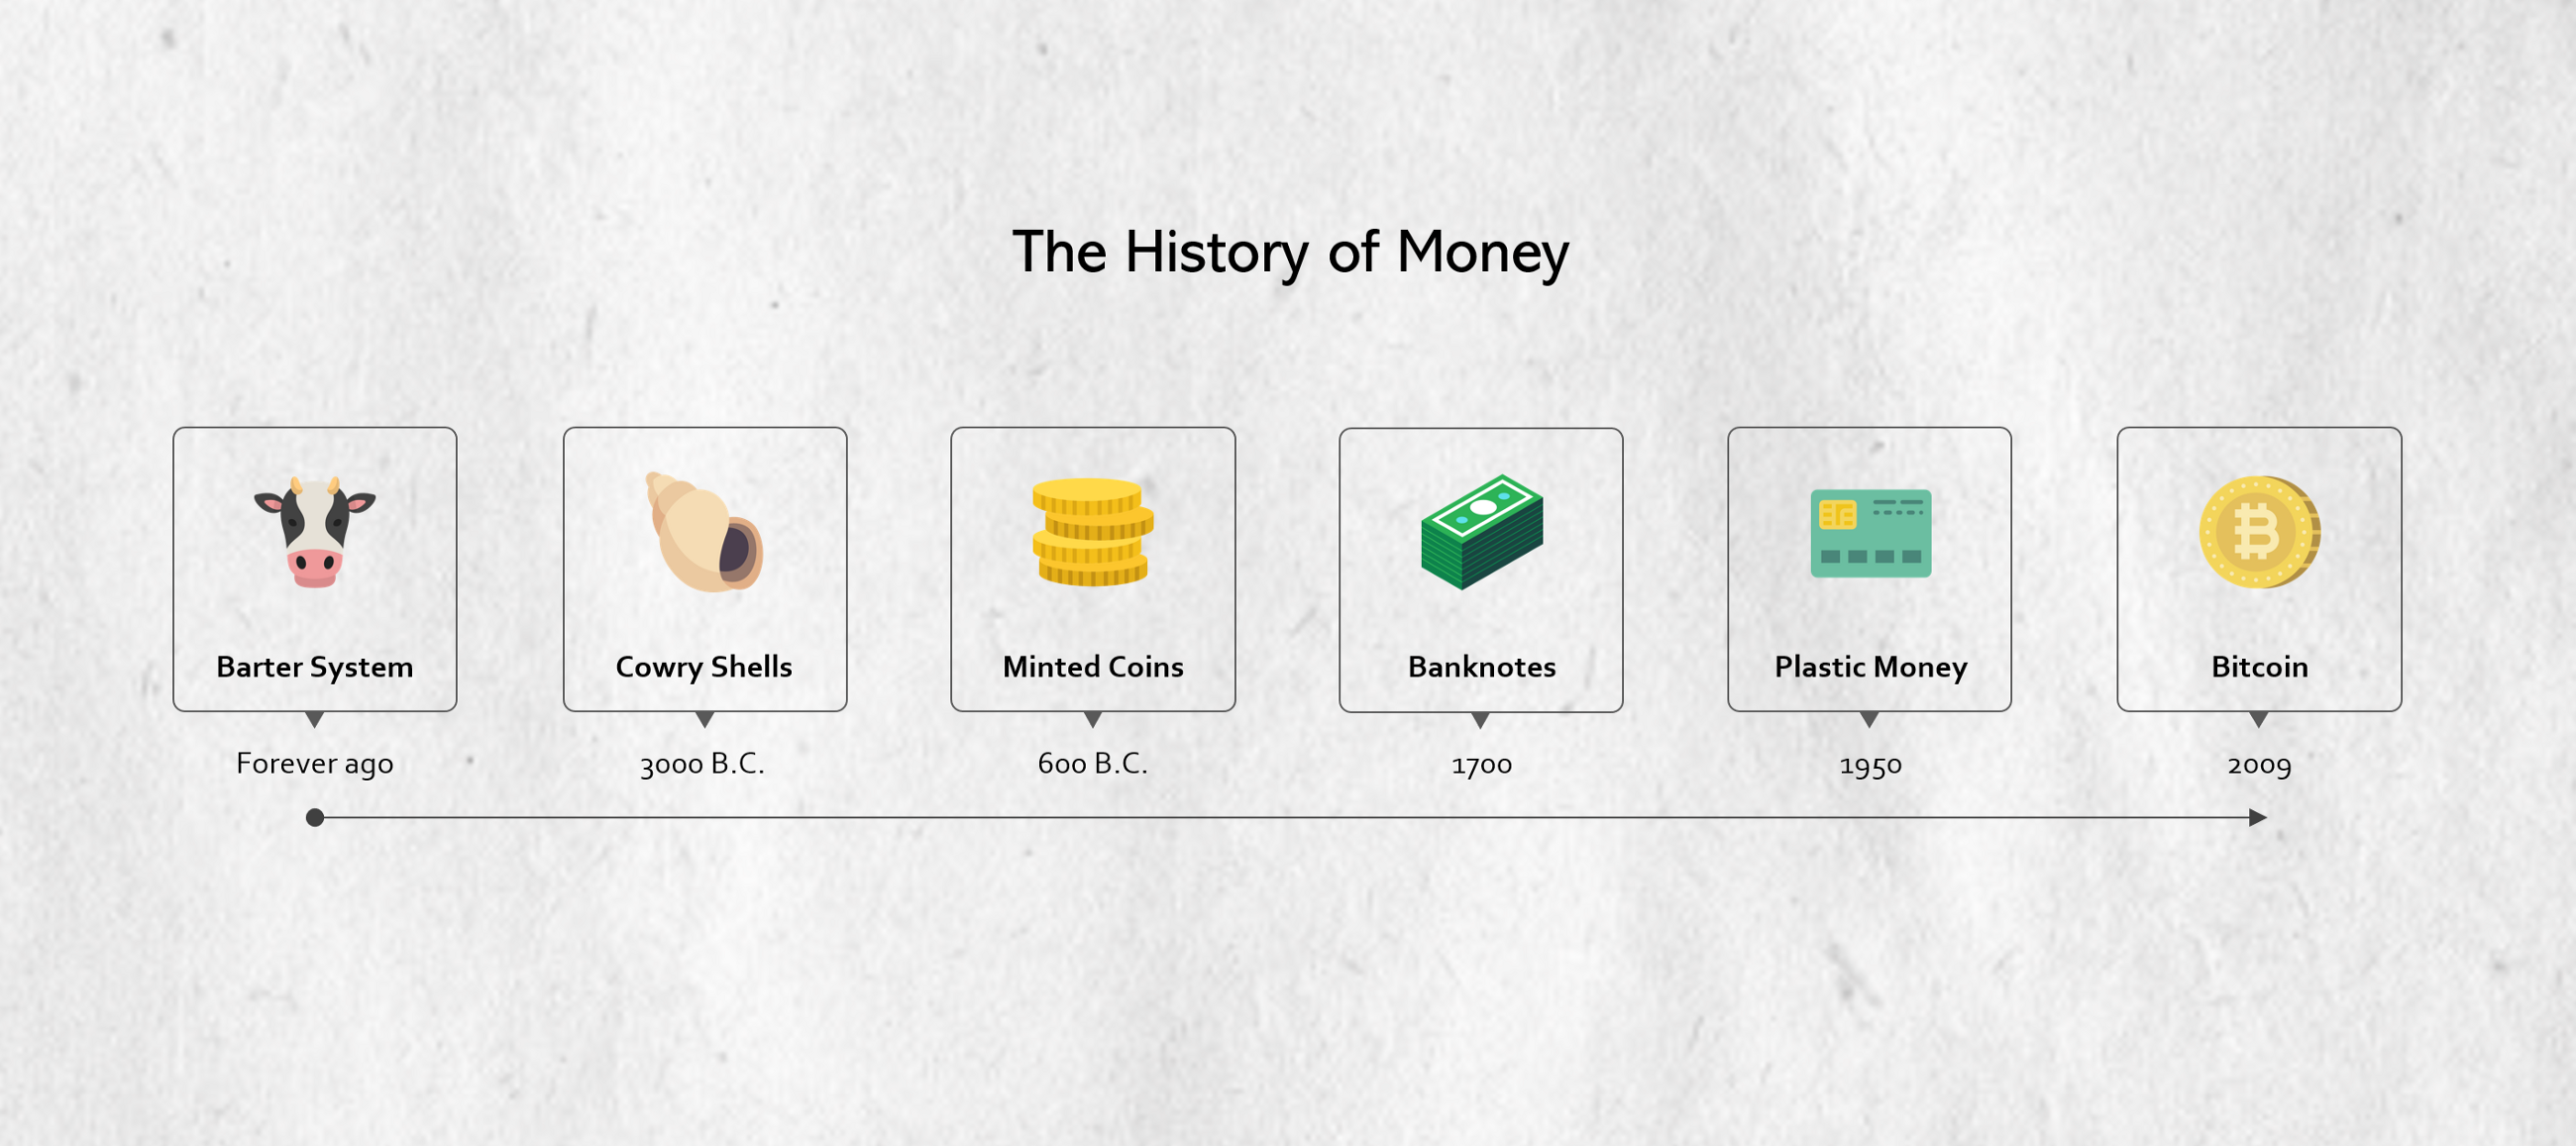 The History of Money
Barter System
Cowry Shells
Minted Coins
Banknotes
Plastic Money
Bitcoin
Forever ago
3000 B.C.
600 B.C.
1700
1950
2009